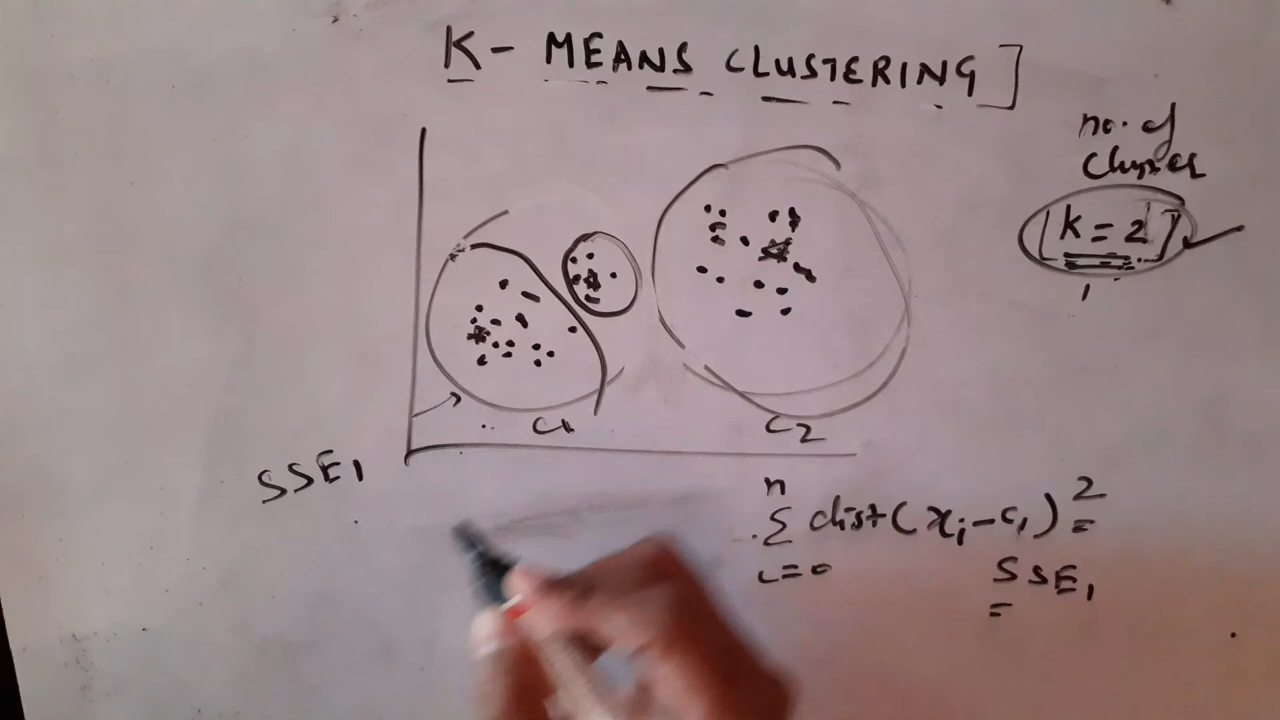 K- MEANS CLUSTERING ]
no. of
cluster
[K=2]
C1
C2
SSE1
n
Σ dist(xi-c1)2 =
i=0
SSE1